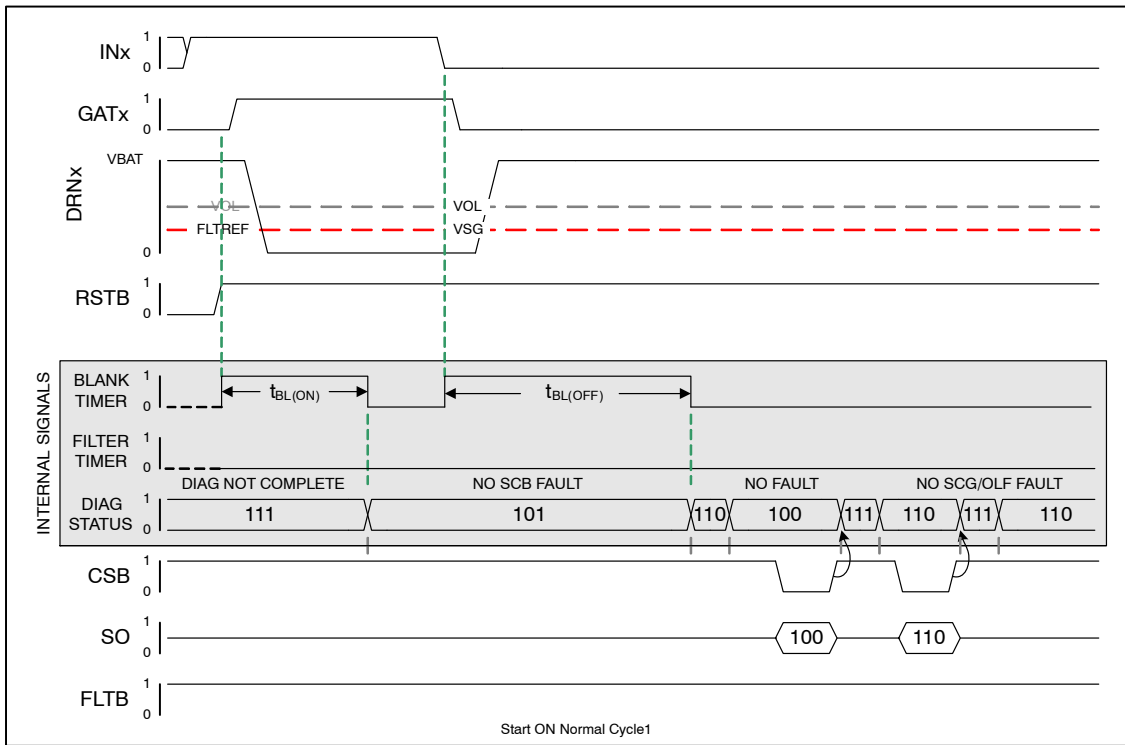 INx
1
0
GATx
1
0
DRNx
VBAT
0
VOL
VOL
FLTREF
VSG
RSTB
1
0
INTERNAL SIGNALS
BLANK
TIMER
1
0
tBL(ON)
tBL(OFF)
FILTER
TIMER
1
0
DIAG NOT COMPLETE
NO SCB FAULT
NO FAULT
NO SCG/OLF FAULT
DIAG
STATUS
1
0
111
101
110
100
111
110
111
110
CSB
1
0
SO
100
110
FLTB
1
0
Start ON Normal Cycle1